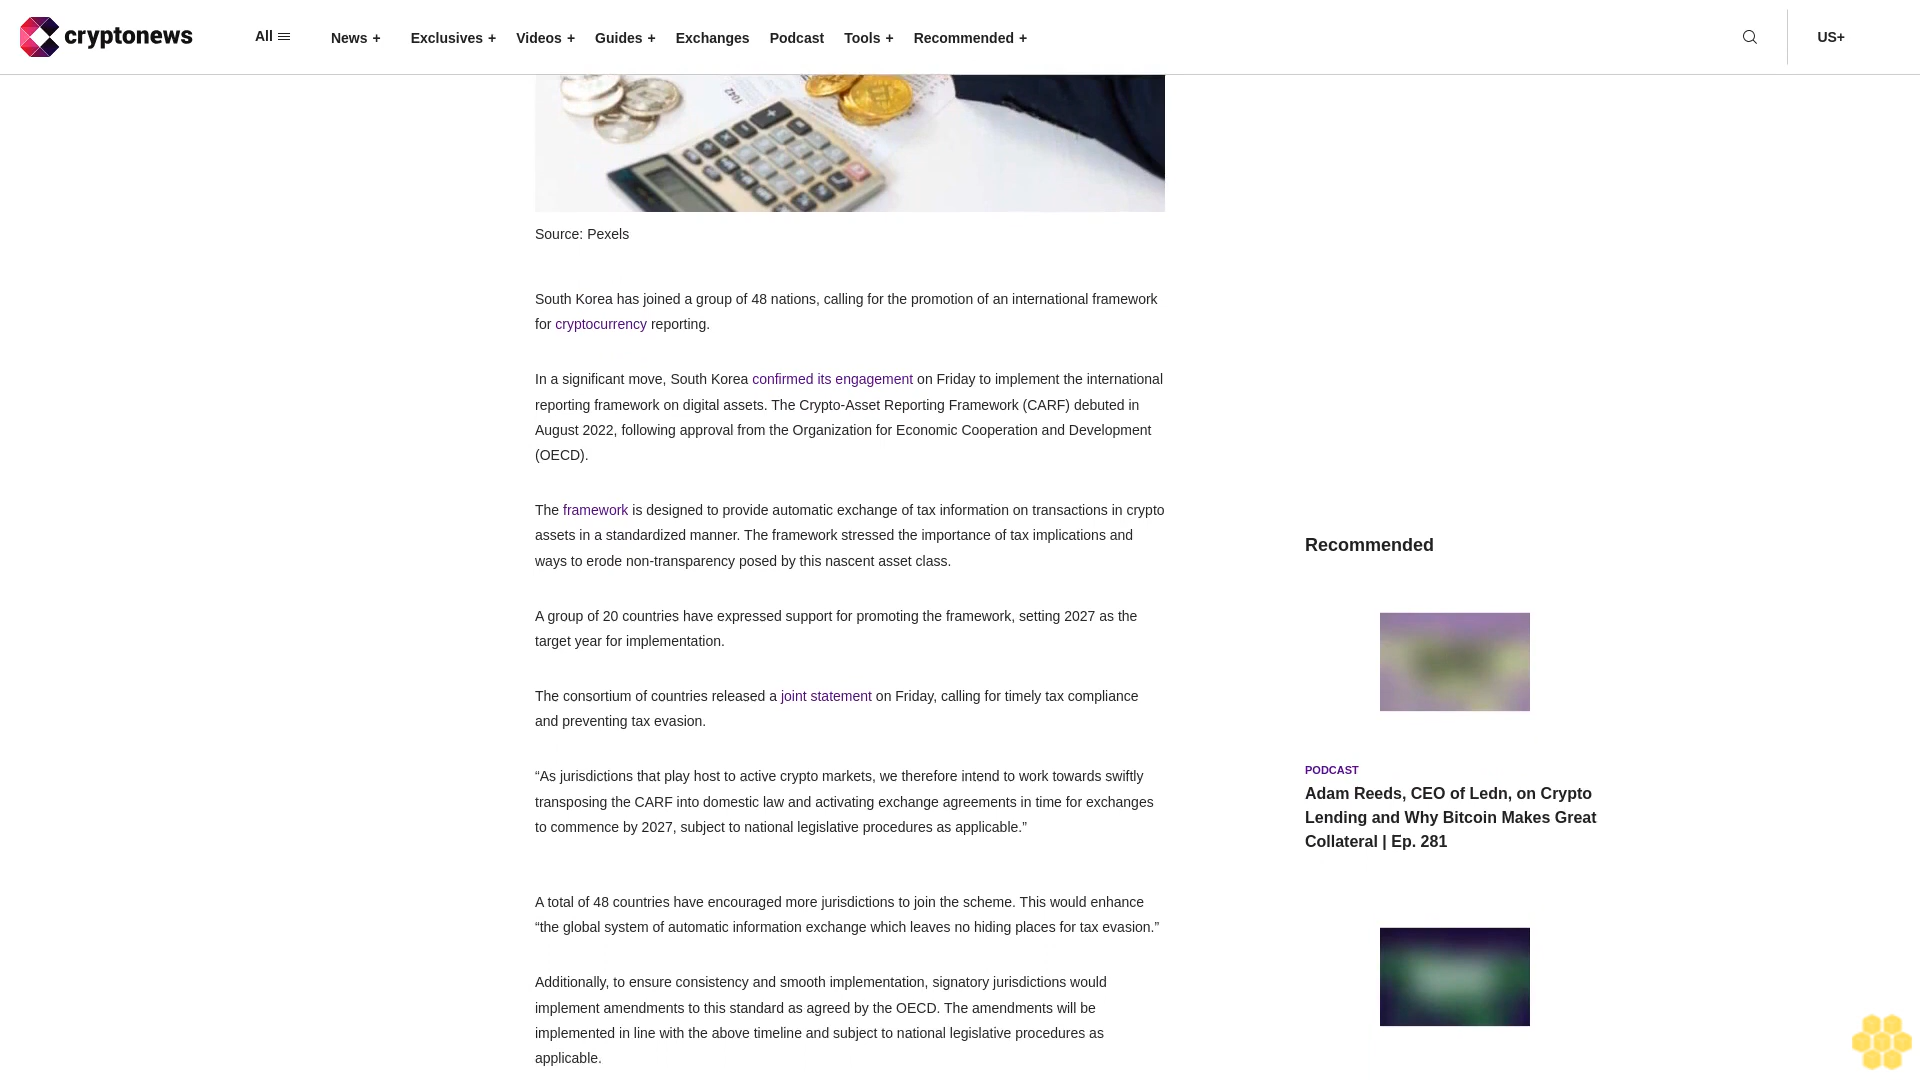 cryptonews
All
News +
Exclusives +
Videos +
Guides +
Exchanges
Podcast
Tools +
Recommended +
US+
1042
Source: Pexels
South Korea has joined a group of 48 nations, calling for the promotion of an international framework
for cryptocurrency reporting.
In a significant move, South Korea confirmed its engagement on Friday to implement the international
reporting framework on digital assets. The Crypto-Asset Reporting Framework (CARF) debuted in
August 2022, following approval from the Organization for Economic Cooperation and Development
(OECD).
The framework is designed to provide automatic exchange of tax information on transactions in crypto
assets in a standardized manner. The framework stressed the importance of tax implications and
ways to erode non-transparency posed by this nascent asset class.
A group of 20 countries have expressed support for promoting the framework, setting 2027 as the
target year for implementation.
The consortium of countries released a joint statement on Friday, calling for timely tax compliance
and preventing tax evasion.
“As jurisdictions that play host to active crypto markets, we therefore intend to work towards swiftly
transposing the CARF into domestic law and activating exchange agreements in time for exchanges
to commence by 2027, subject to national legislative procedures as applicable.”
A total of 48 countries have encouraged more jurisdictions to join the scheme. This would enhance
“the global system of automatic information exchange which leaves no hiding places for tax evasion.”
Additionally, to ensure consistency and smooth implementation, signatory jurisdictions would
implement amendments to this standard as agreed by the OECD. The amendments will be
implemented in line with the above timeline and subject to national legislative procedures as
applicable.
Recommended
PODCAST
Adam Reeds, CEO of Ledn, on Crypto
Lending and Why Bitcoin Makes Great
Collateral | Ep. 281